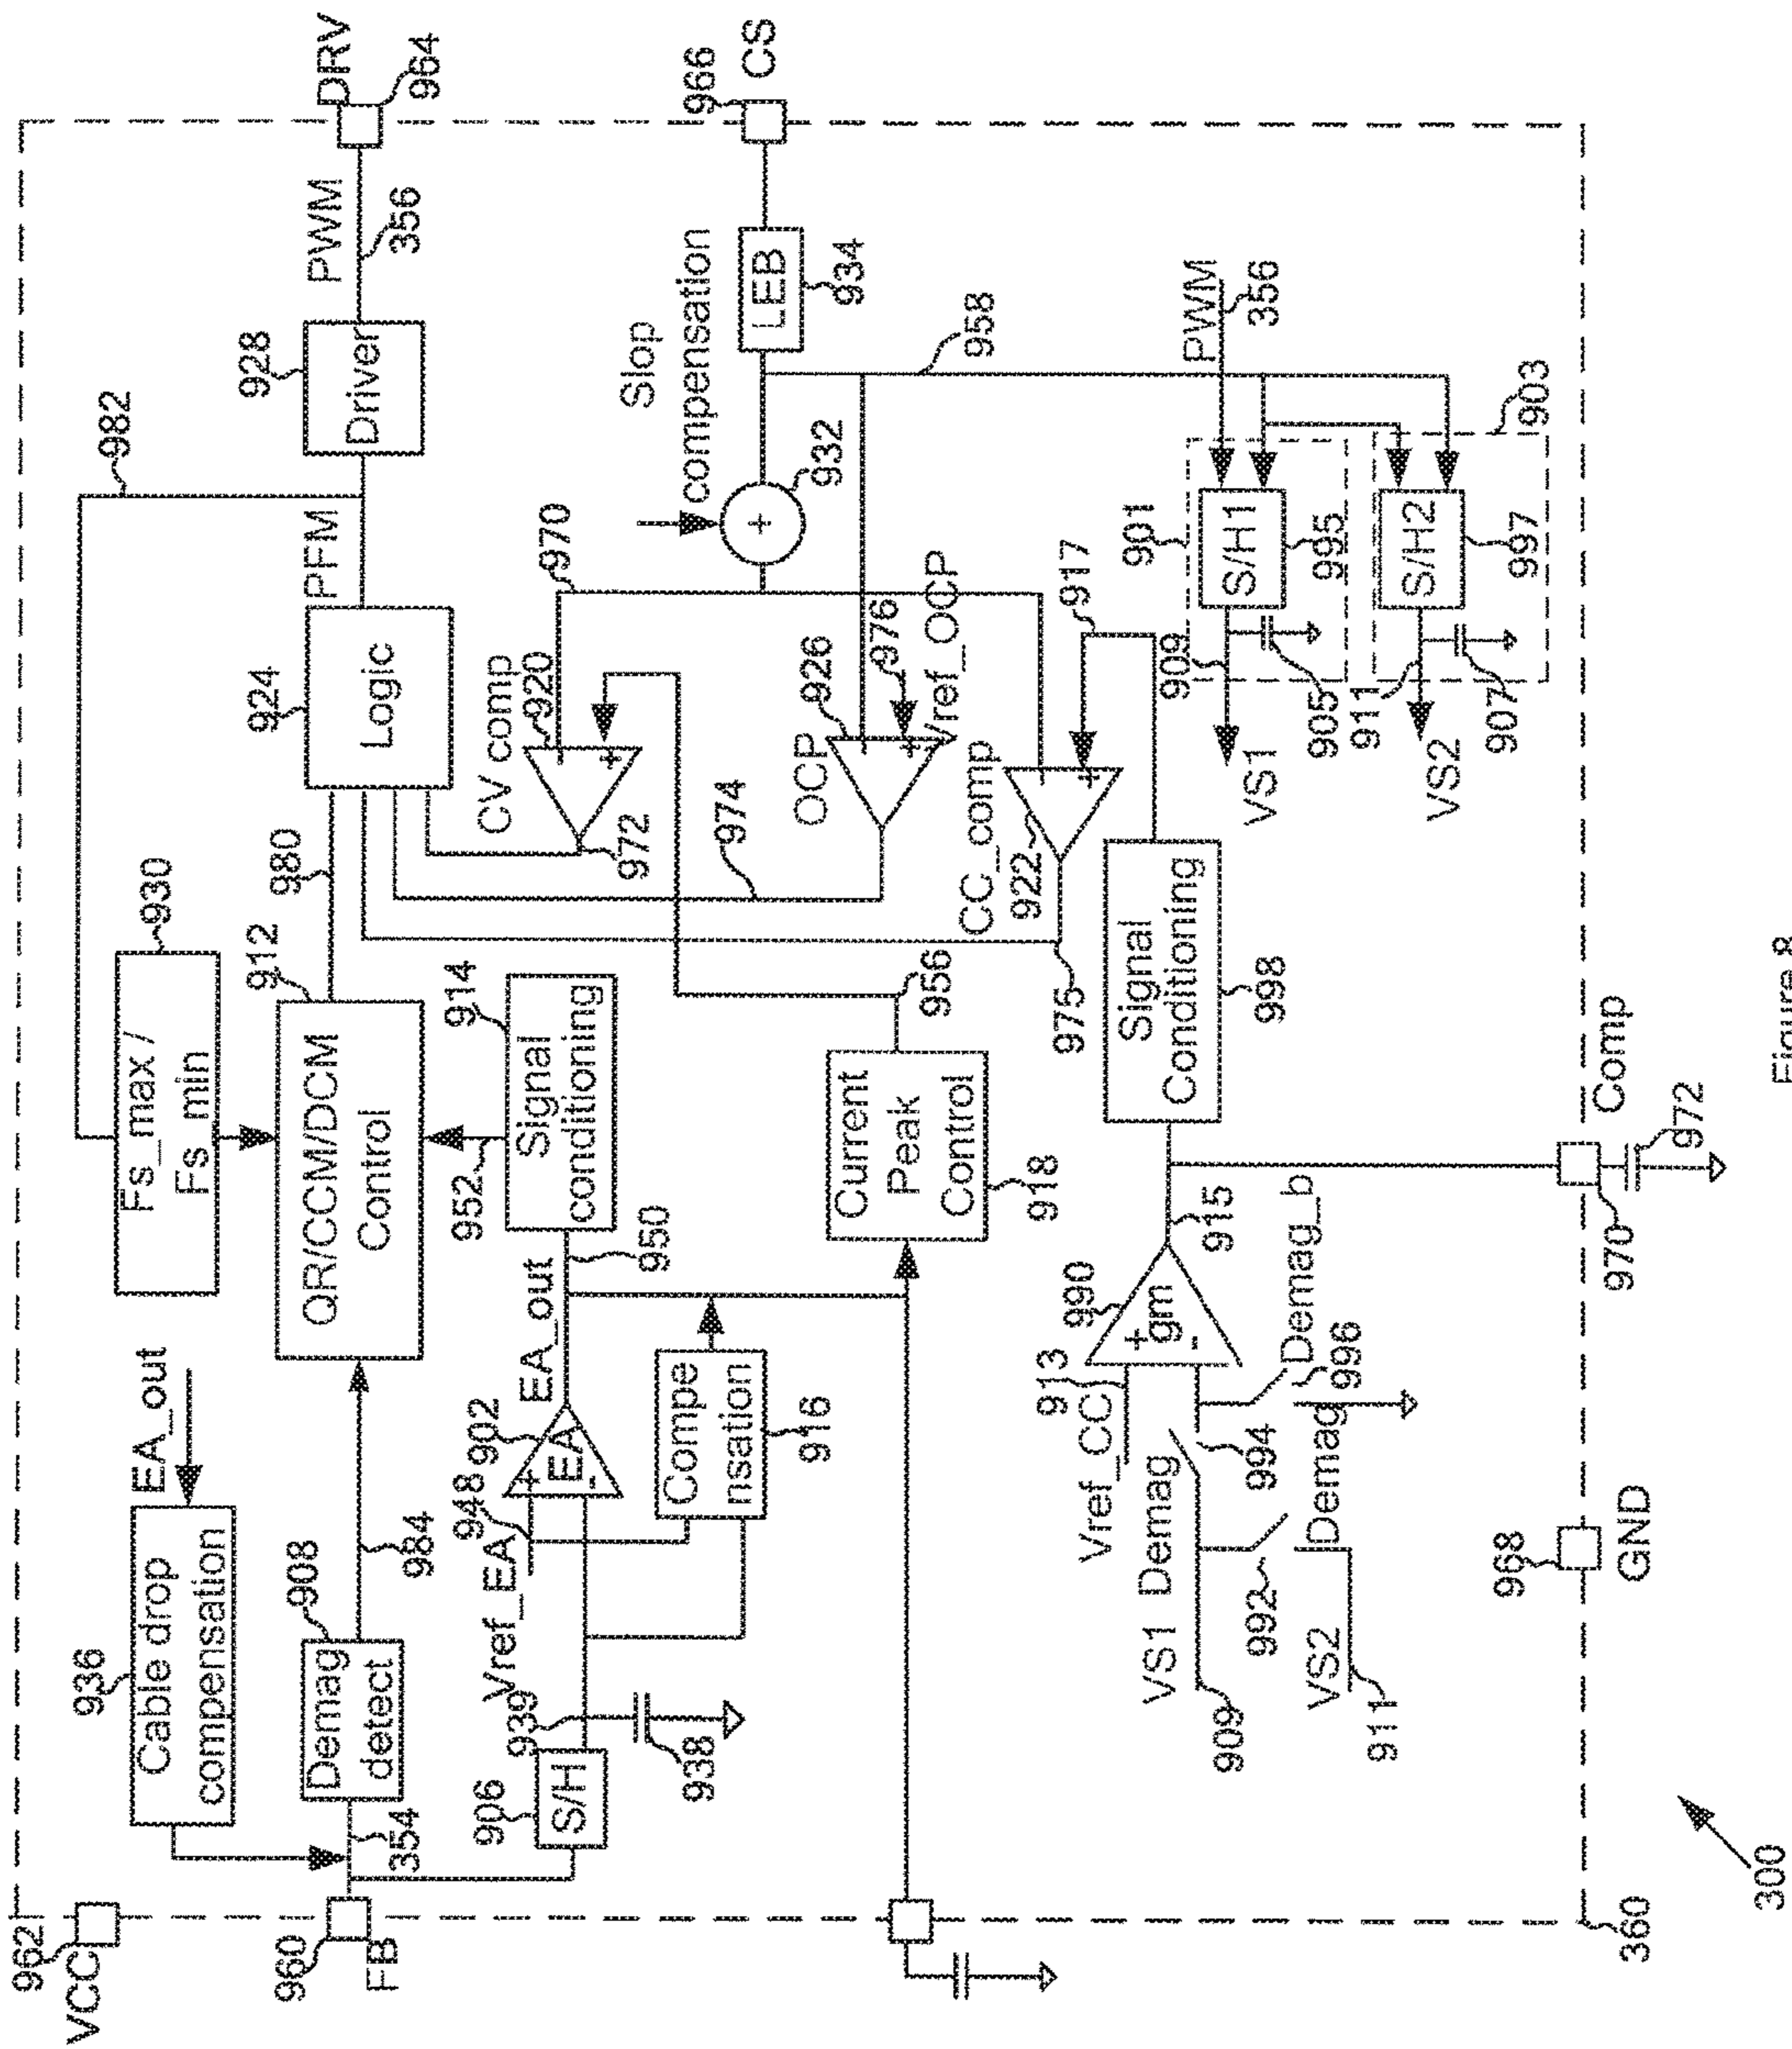 962
VCC
936
Cable drop
compensation
EA_out
Fs_max /
Fs_min
930
982
960
FB
354
Demag
detect
908
984
QR/CCM/DCM
Control
912
980
Logic
924
PFM
Driver
928
PWM
356
DRV
964
906
S/H
939
938
Vref_EA
948
+
EA
-
902
EA_out
950
952
Signal
conditioning
914
Compe
nsation
916
Current
Peak
Control
918
956
CV comp
920
-
+
972
970
OCP
926
-
+
976
Vref_OCP
974
CC_comp
922
-
+
975
917
Slop
compensation
+
932
LEB
934
966
CS
958
PWM
356
901
S/H1
995
909
905
VS1
903
S/H2
997
911
907
VS2
Signal
Conditioning
998
Vref_CC
913
+
gm
-
990
915
VS1
Demag
909
992
Demag
VS2
911
994
Demag
Demag_b
996
968
GND
970
Comp
972
360
300
Figure 8